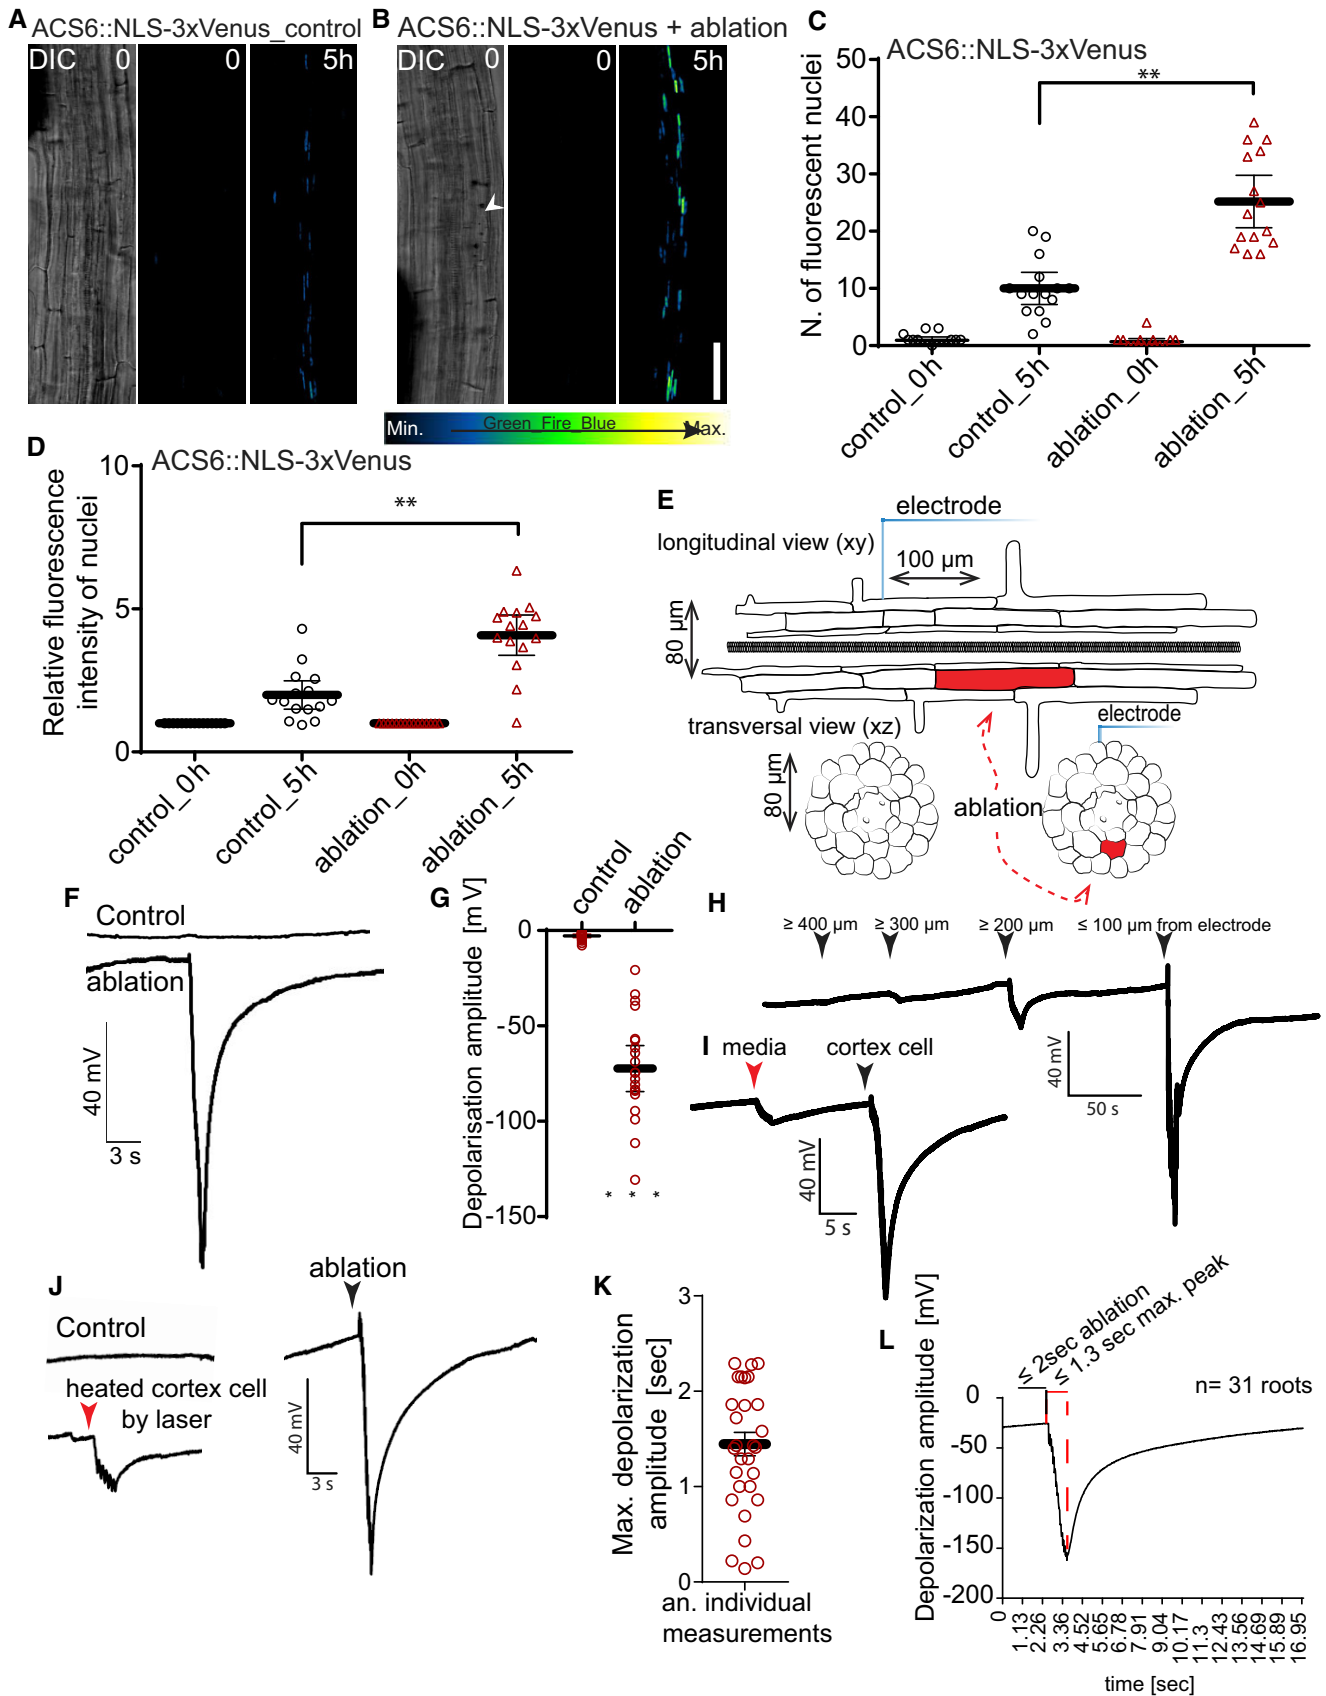 A
ACS6::NLS-3xVenus_control
DIC
0
0
5h
B
ACS6::NLS-3xVenus + ablation
DIC
0
0
5h
Min.
Green_Fire_Blue
Max.
C
ACS6::NLS-3xVenus
N. of fluorescent nuclei
50
40
30
20
10
0
**
control_0h
control_5h
ablation_0h
ablation_5h
D
ACS6::NLS-3xVenus
Relative fluorescence
intensity of nuclei
10
5
0
**
control_0h
control_5h
ablation_0h
ablation_5h
E
electrode
longitudinal view (xy)
100 µm
80 µm
transversal view (xz)
electrode
80 µm
ablation
F
Control
ablation
40 mV
3 s
G
control
ablation
Depolarisation amplitude [mV]
0
-50
-100
-150
* * *
H
≥ 400 µm
≥ 300 µm
≥ 200 µm
≤ 100 µm from electrode
40 mV
50 s
I
media
cortex cell
40 mV
5 s
J
Control
heated cortex cell
by laser
ablation
40 mV
3 s
K
Max. depolarization
amplitude [sec]
3
2
1
0
an. individual
measurements
L
≤ 2sec ablation
≤ 1.3 sec max. peak
n= 31 roots
Depolarization amplitude [mV]
0
-50
-100
-150
-200
0
1.13
2.26
3.36
4.52
5.65
6.78
7.91
9.04
10.17
11.3
12.43
13.56
14.69
15.89
16.95
time [sec]